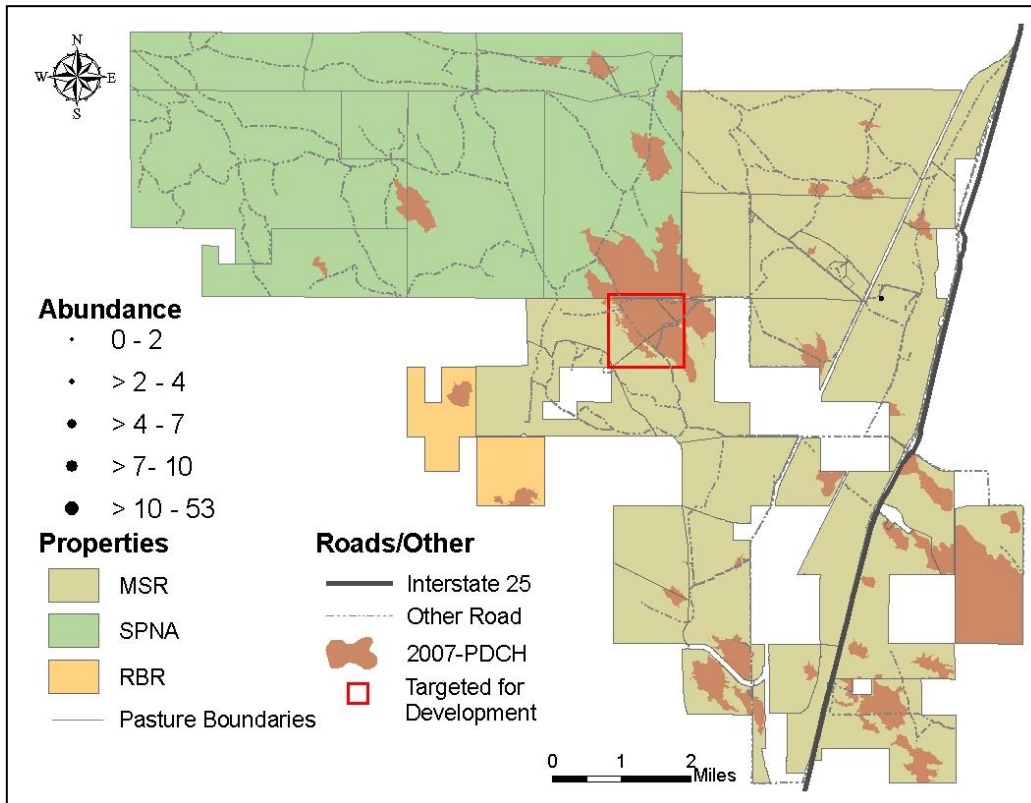 N
W E
S
Abundance
0 - 2
> 2 - 4
> 4 - 7
> 7 - 10
> 10 - 53
Properties
MSR
SPNA
RBR
Pasture Boundaries
Roads/Other
Interstate 25
Other Road
2007-PDCH
Targeted for
Development
0 1 2
Miles